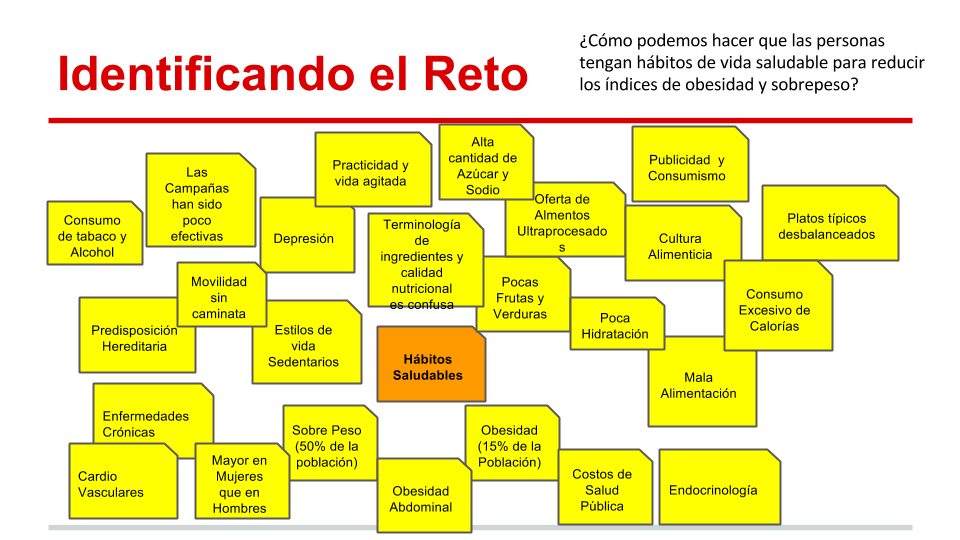 Identificando el Reto
¿Cómo podemos hacer que las personas
tengan hábitos de vida saludable para reducir
los índices de obesidad y sobrepeso?
Consumo
de tabaco y
Alcohol
Las
Campañas
han sido
poco
efectivas
Depresión
Practicidad y
vida agitada
Alta
cantidad de
Azúcar y
Sodio
Oferta de
Almentos
Ultraprocesado
s
Publicidad y
Consumismo
Platos típicos
desbalanceados
Cultura
Alimenticia
Terminología
de
ingredientes y
calidad
nutricional
es confusa
Movilidad
sin
caminata
Predisposición
Hereditaria
Estilos de
vida
Sedentarios
Pocas
Frutas y
Verduras
Poca
Hidratación
Consumo
Excesivo de
Calorías
Hábitos
Saludables
Mala
Alimentación
Enfermedades
Crónicas
Cardio
Vasculares
Mayor en
Mujeres
que en
Hombres
Sobre Peso
(50% de la
población)
Obesidad
Abdominal
Obesidad
(15% de la
Población)
Costos de
Salud
Pública
Endocrinología